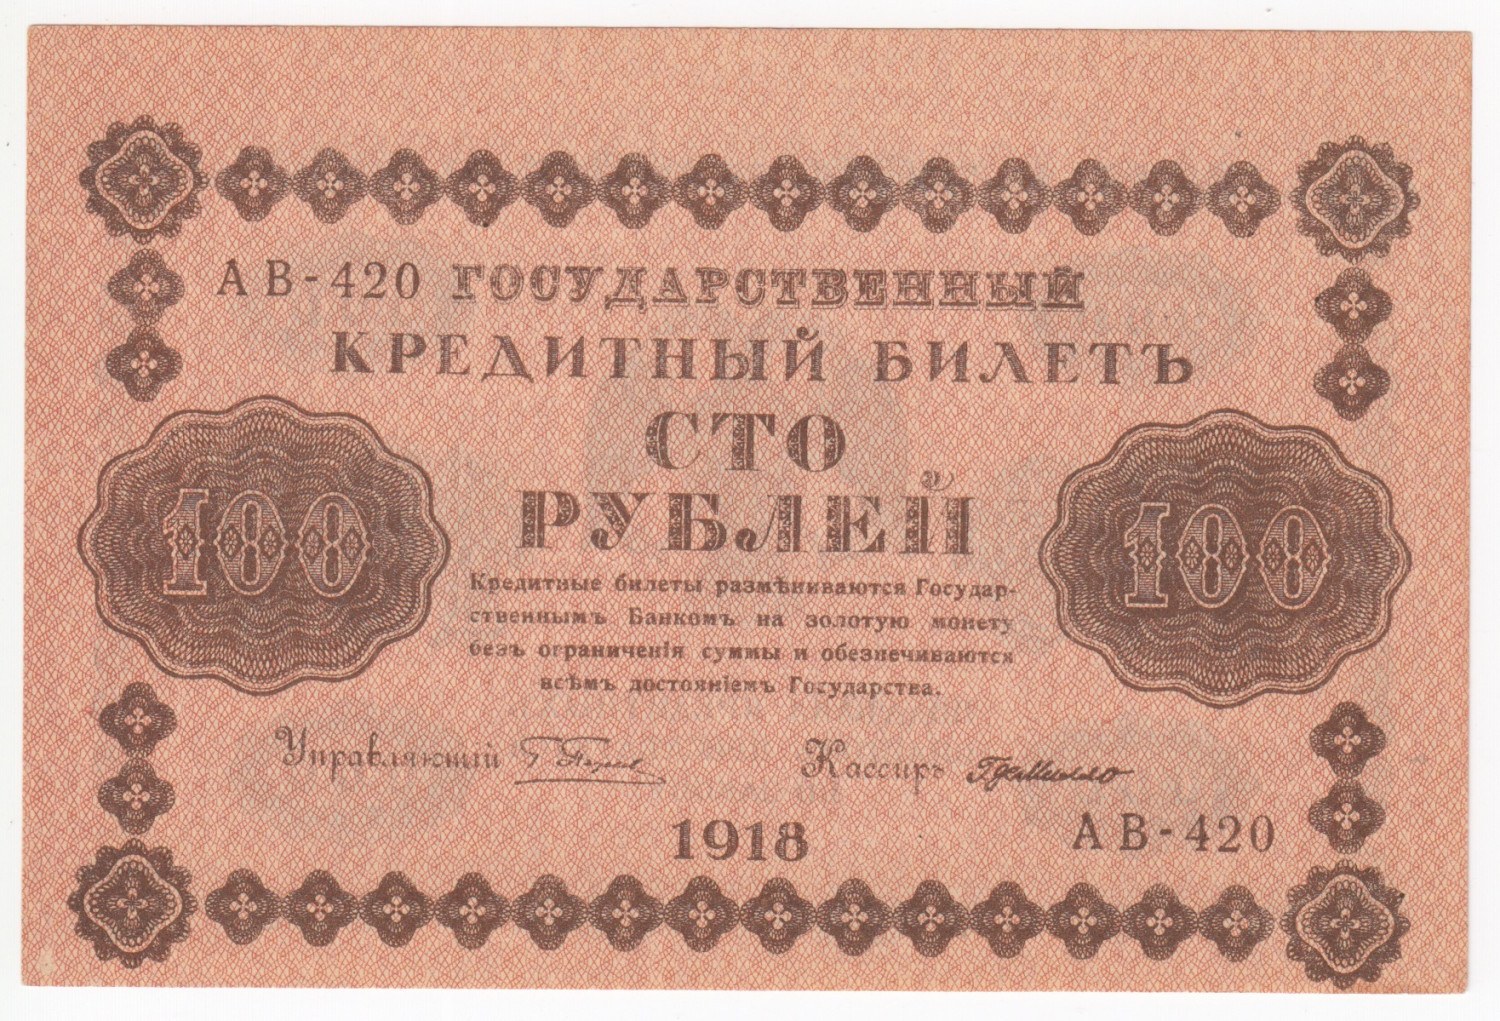 АВ-420 ГОСУДАРСТВЕННЫЙ
КРЕДИТНЫЙ БИЛЕТЪ
СТО
РУБЛЕЙ
100 100
Кредитные билеты размѣниваются Государ-
ственнымъ Банкомъ на золотую монету
безъ ограниченія суммы и обезпечиваются
всѣмъ достояніемъ Государства.
Управляющій Кассиръ
1918 АВ-420